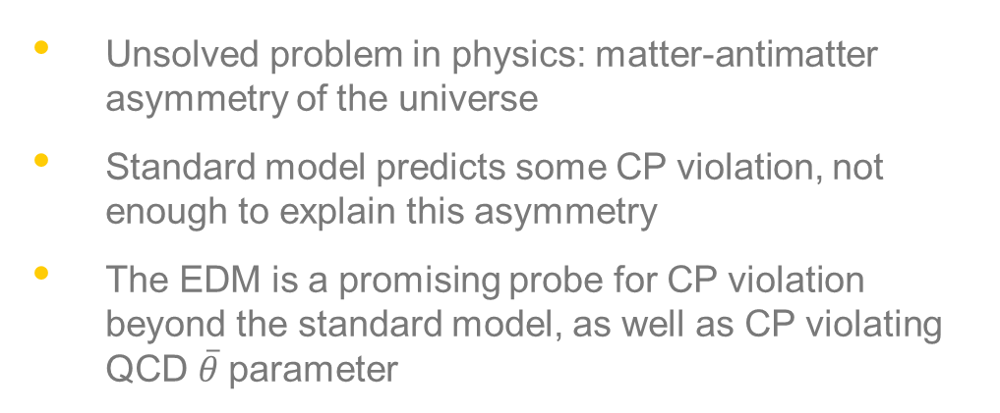 • Unsolved problem in physics: matter-antimatter
asymmetry of the universe
• Standard model predicts some CP violation, not
enough to explain this asymmetry
• The EDM is a promising probe for CP violation
beyond the standard model, as well as CP violating
QCD θ̄ parameter